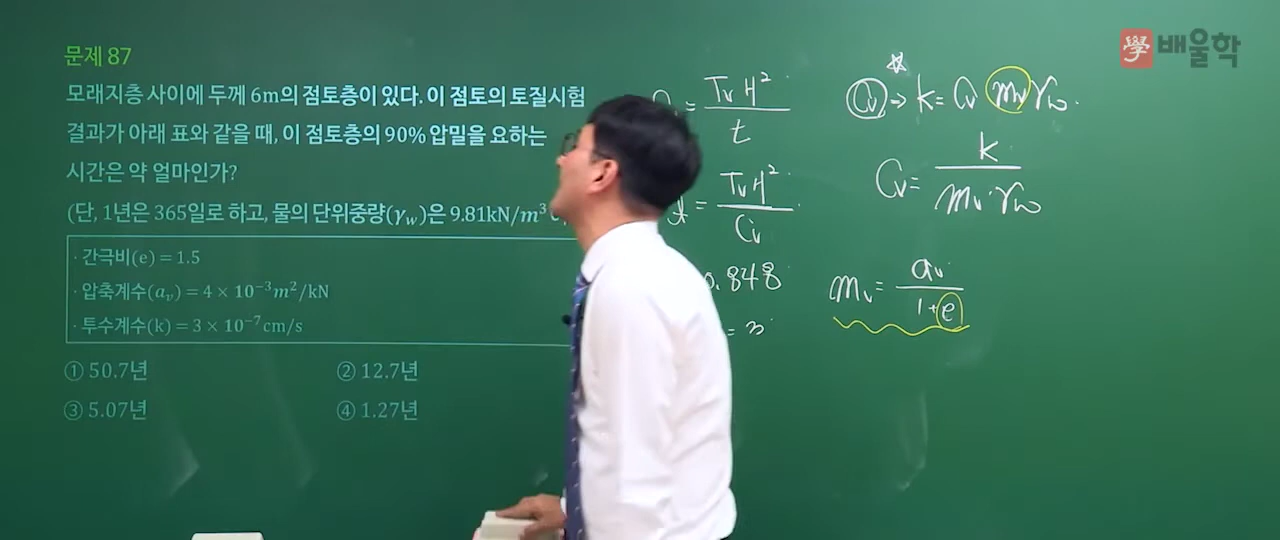 學 배울학
문제 87
모래지층 사이에 두께 6m의 점토층이 있다. 이 점토의 토질시험
결과가 아래 표와 같을 때, 이 점토층의 90% 압밀을 요하는
시간은 약 얼마인가?
(단, 1년은 365일로 하고, 물의 단위중량(γw)은 9.81kN/m³
· 간극비(e) = 1.5
· 압축계수(av) = 4 × 10⁻³m²/kN
· 투수계수(k) = 3 × 10⁻⁷cm/s
① 50.7년 ② 12.7년
③ 5.07년 ④ 1.27년
= Tv H² / t
t = Tv H² / Cv
0.848
= 3
Cv → k = Cv mv γw
Cv = k / mv · γw
mv = av / 1+e